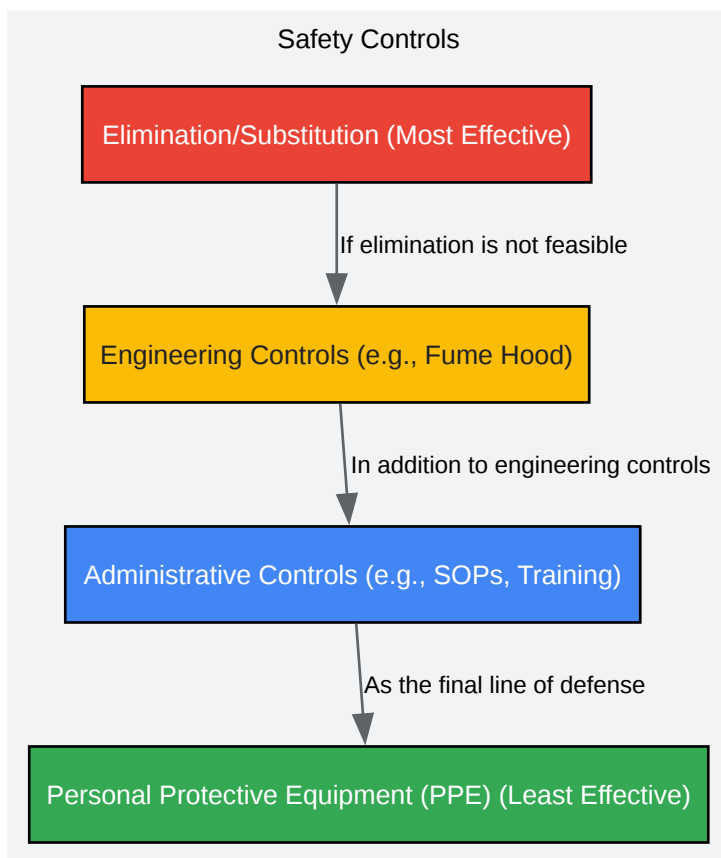 Safety Controls
Elimination/Substitution (Most Effective)
If elimination is not feasible
Engineering Controls (e.g., Fume Hood)
In addition to engineering controls
Administrative Controls (e.g., SOPs, Training)
As the final line of defense
Personal Protective Equipment (PPE) (Least Effective)